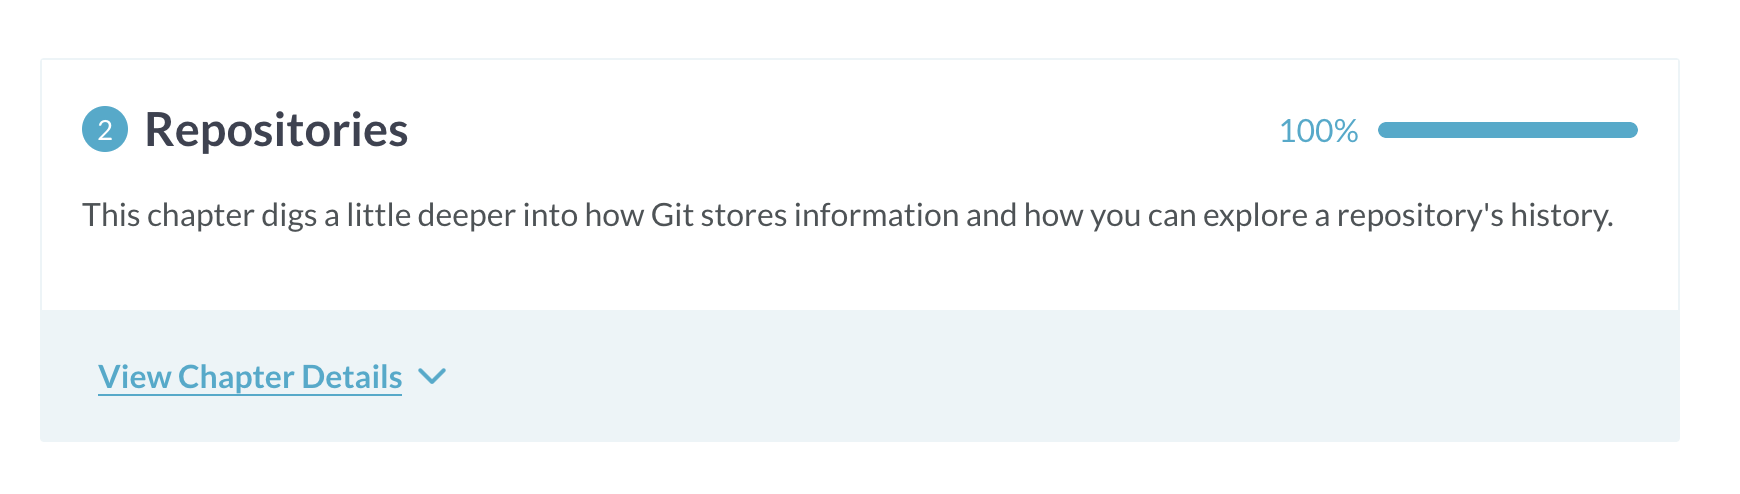 2 Repositories 100%
This chapter digs a little deeper into how Git stores information and how you can explore a repository's history.
View Chapter Details